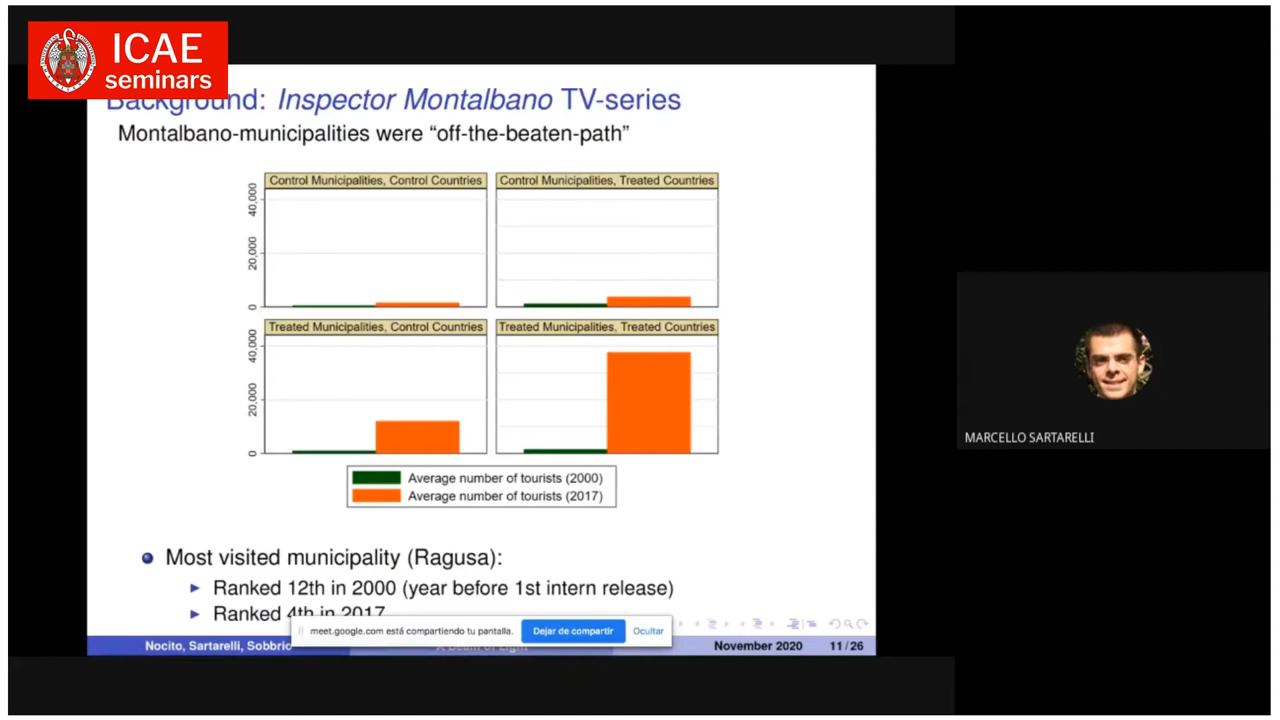 ICAE
seminars
Background: Inspector Montalbano TV-series
Montalbano-municipalities were “off-the-beaten-path”
Control Municipalities, Control Countries
Control Municipalities, Treated Countries
40,000
20,000
0
Treated Municipalities, Control Countries
Treated Municipalities, Treated Countries
40,000
20,000
0
Average number of tourists (2000)
Average number of tourists (2017)
Most visited municipality (Ragusa):
Ranked 12th in 2000 (year before 1st intern release)
Ranked 4th in 2017
meet.google.com está compartiendo tu pantalla.
Dejar de compartir
Ocultar
Nocito, Sartarelli, Sobbrio
A Beam of Light
November 2020
11/26
MARCELLO SARTARELLI